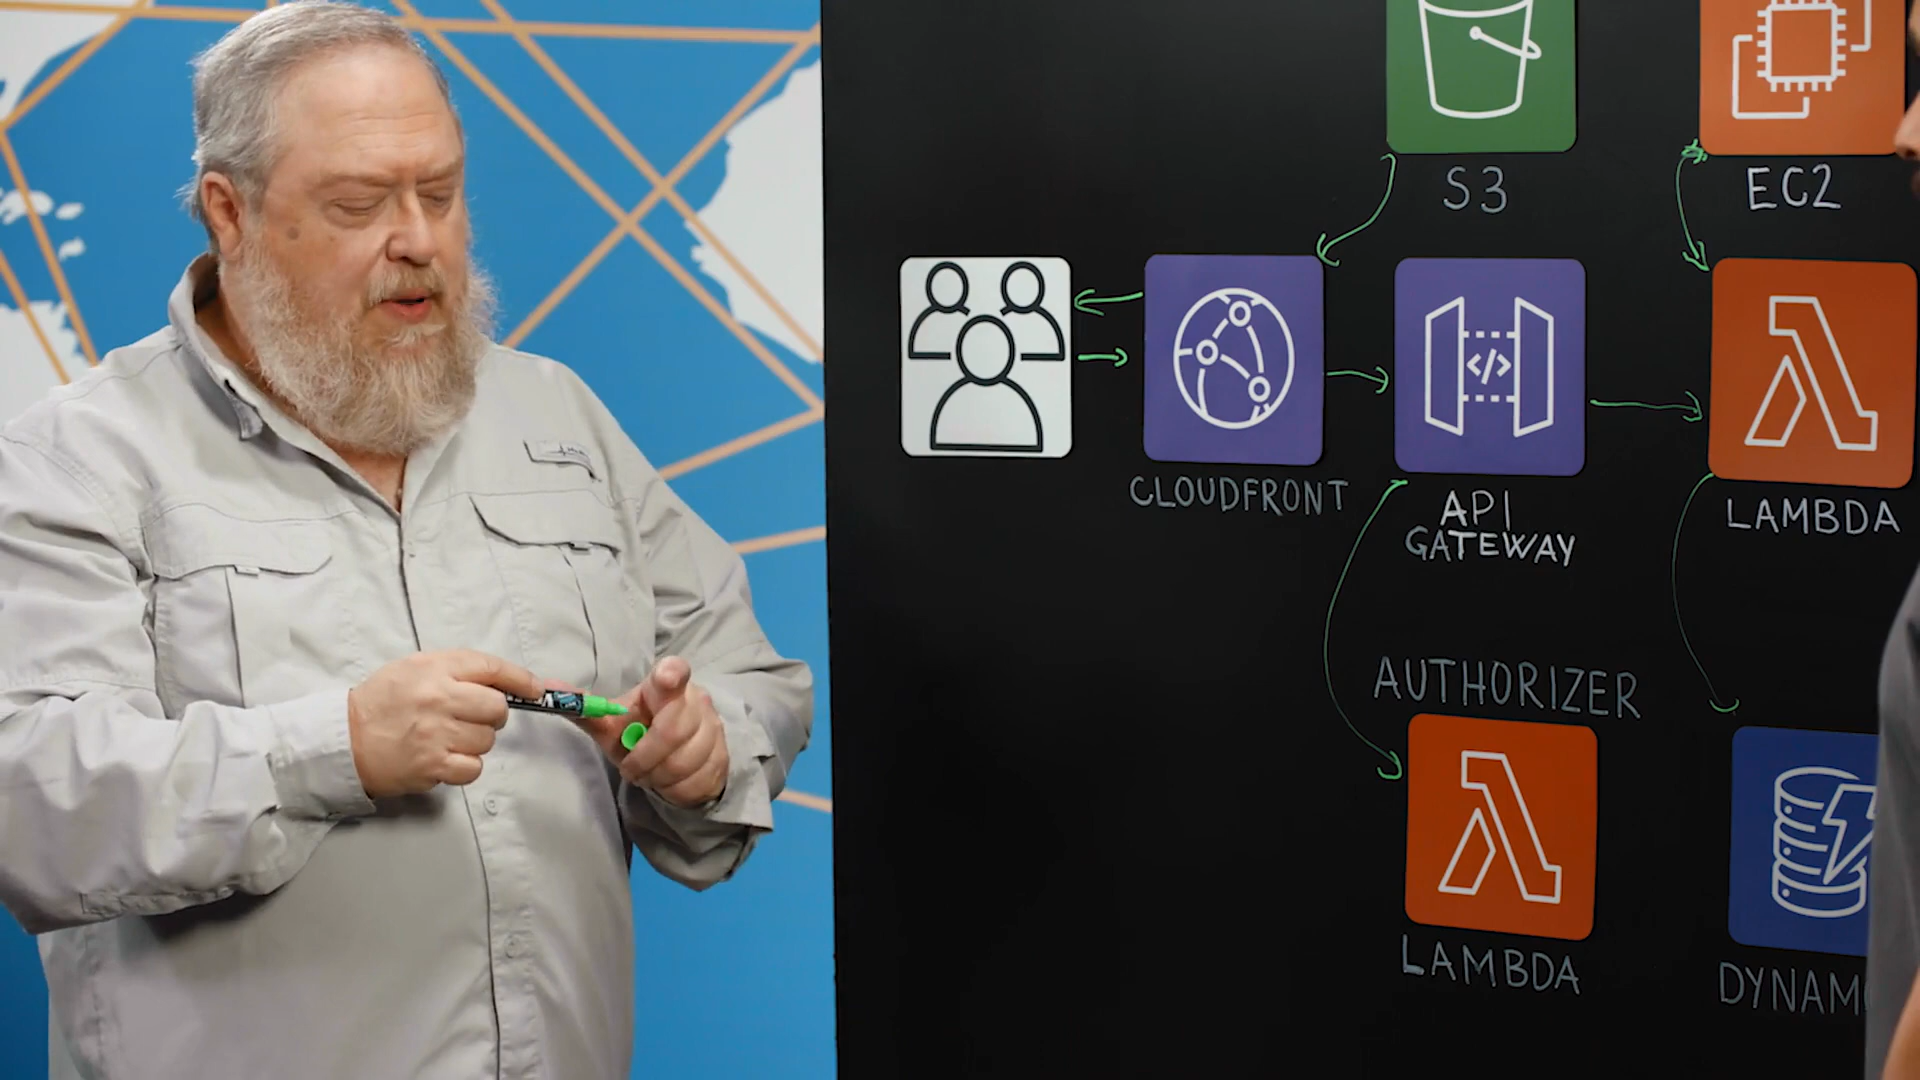 S3
EC2
CLOUDFRONT
API
GATEWAY
LAMBDA
AUTHORIZER
LAMBDA